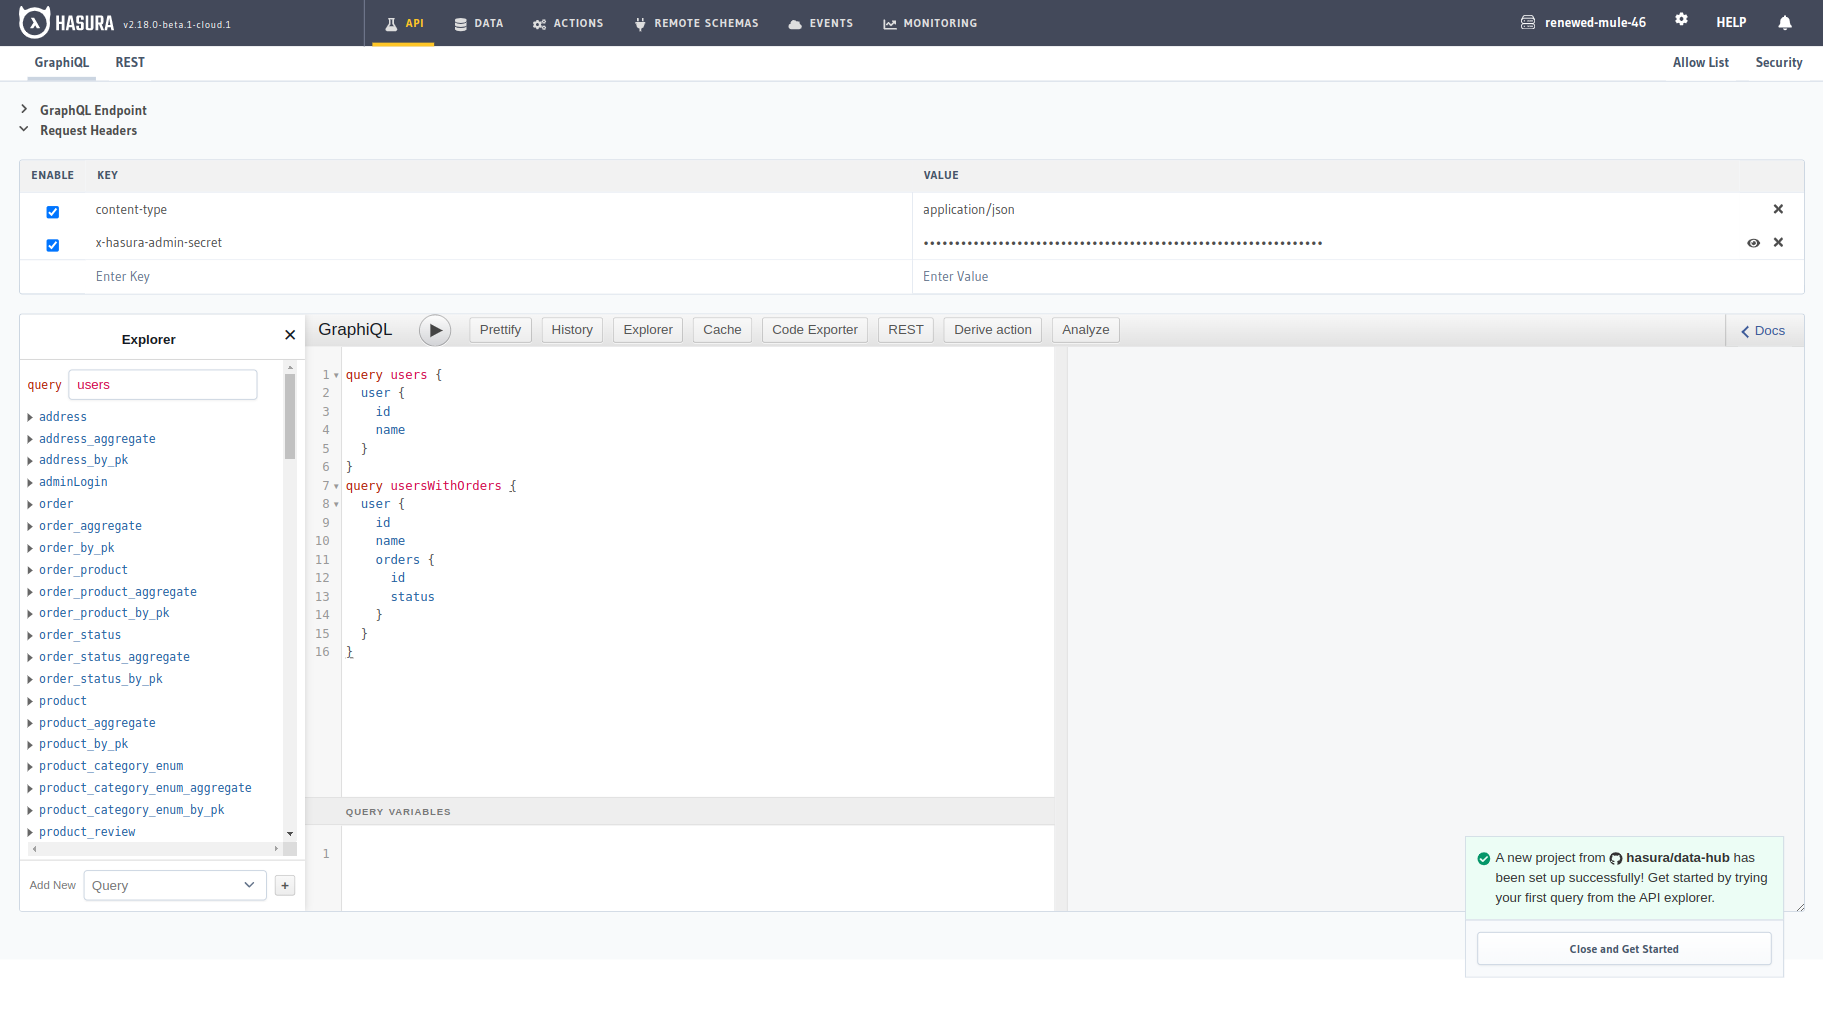 HASURA v2.18.0-beta.1-cloud.1 API DATA ACTIONS REMOTE SCHEMAS EVENTS MONITORING renewed-mule-46 HELP
GraphiQL REST Allow List Security
GraphQL Endpoint
Request Headers
ENABLE KEY VALUE
content-type application/json
x-hasura-admin-secret ••••••••••••••••••••••••••••••••••••••••••••••••••••••••••••••••
Enter Key Enter Value
Explorer
GraphiQL Prettify History Explorer Cache Code Exporter REST Derive action Analyze Docs
query users
address
address_aggregate
address_by_pk
adminLogin
order
order_aggregate
order_by_pk
order_product
order_product_aggregate
order_product_by_pk
order_status
order_status_aggregate
order_status_by_pk
product
product_aggregate
product_by_pk
product_category_enum
product_category_enum_aggregate
product_category_enum_by_pk
product_review
Add New Query +
1 query users {
2 user {
3 id
4 name
5 }
6 }
7 query usersWithOrders {
8 user {
9 id
10 name
11 orders {
12 id
13 status
14 }
15 }
16 }
QUERY VARIABLES
1
A new project from hasura/data-hub has
been set up successfully! Get started by trying
your first query from the API explorer.
Close and Get Started